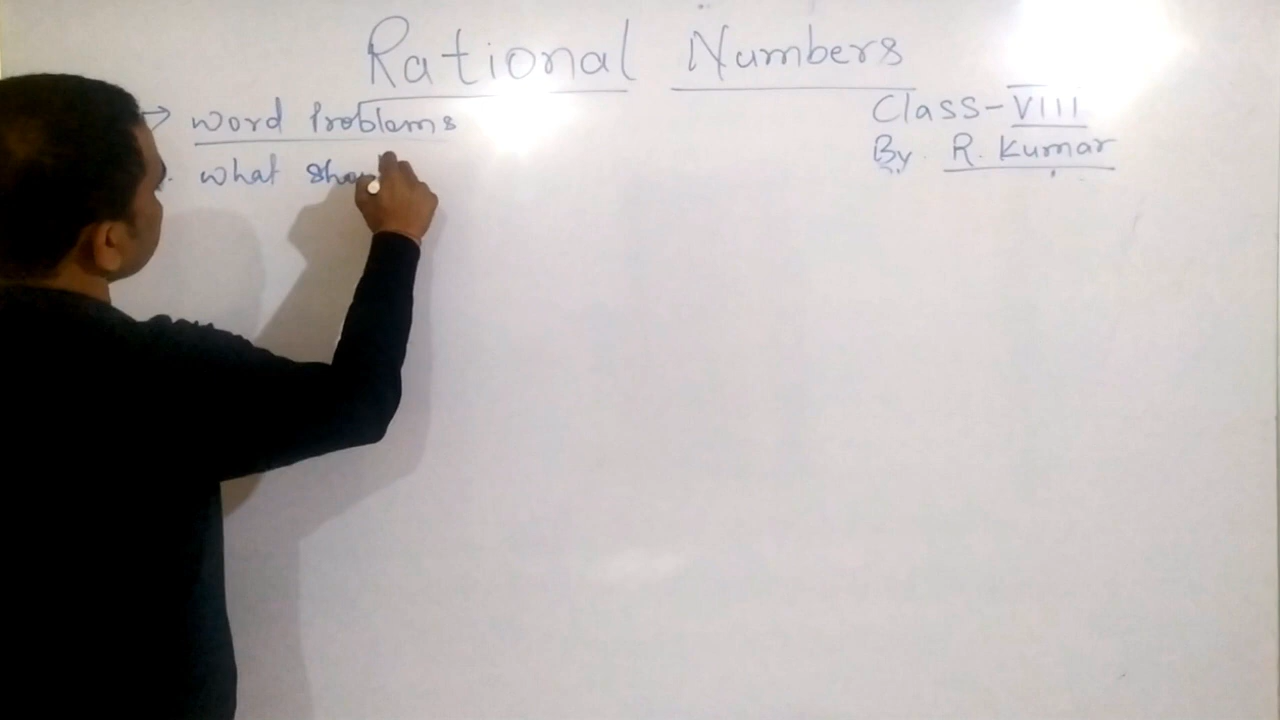 Rational Numbers
Class-VIII
By R. Kumar
→ word Problems
. what